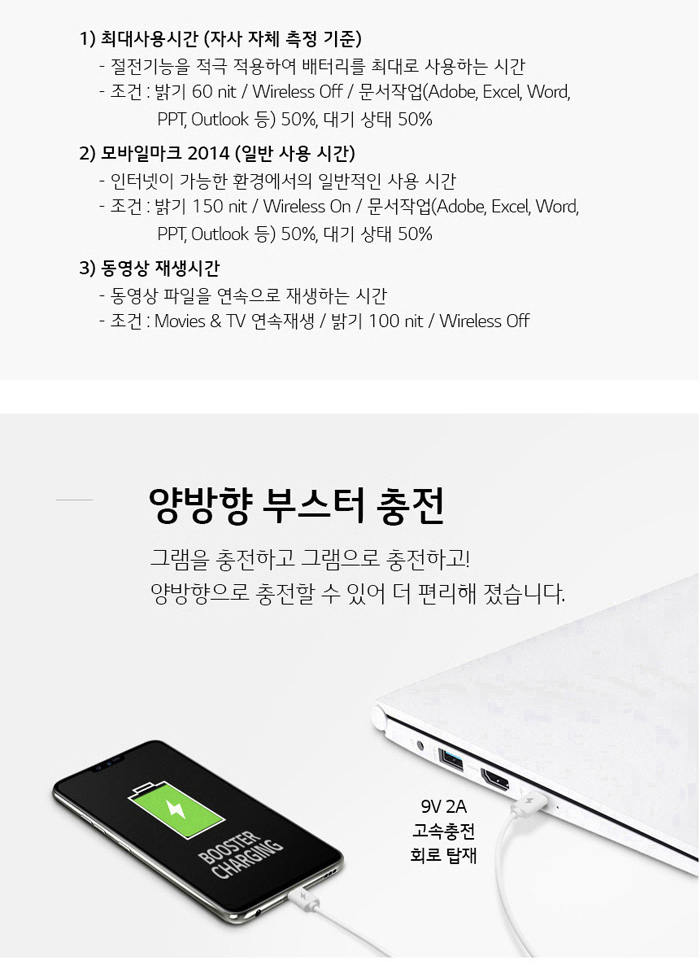 1) 최대사용시간 (자사 자체 측정 기준)
- 절전기능을 적극 적용하여 배터리를 최대로 사용하는 시간
- 조건 : 밝기 60 nit / Wireless Off / 문서작업(Adobe, Excel, Word,
PPT, Outlook 등) 50%, 대기 상태 50%
2) 모바일마크 2014 (일반 사용 시간)
- 인터넷이 가능한 환경에서의 일반적인 사용 시간
- 조건 : 밝기 150 nit / Wireless On / 문서작업(Adobe, Excel, Word,
PPT, Outlook 등) 50%, 대기 상태 50%
3) 동영상 재생시간
- 동영상 파일을 연속으로 재생하는 시간
- 조건 : Movies & TV 연속재생 / 밝기 100 nit / Wireless Off
양방향 부스터 충전
그램을 충전하고 그램으로 충전하고!
양방향으로 충전할 수 있어 더 편리해 졌습니다.
9V 2A
고속충전
회로 탑재
BOOSTER
CHARGING